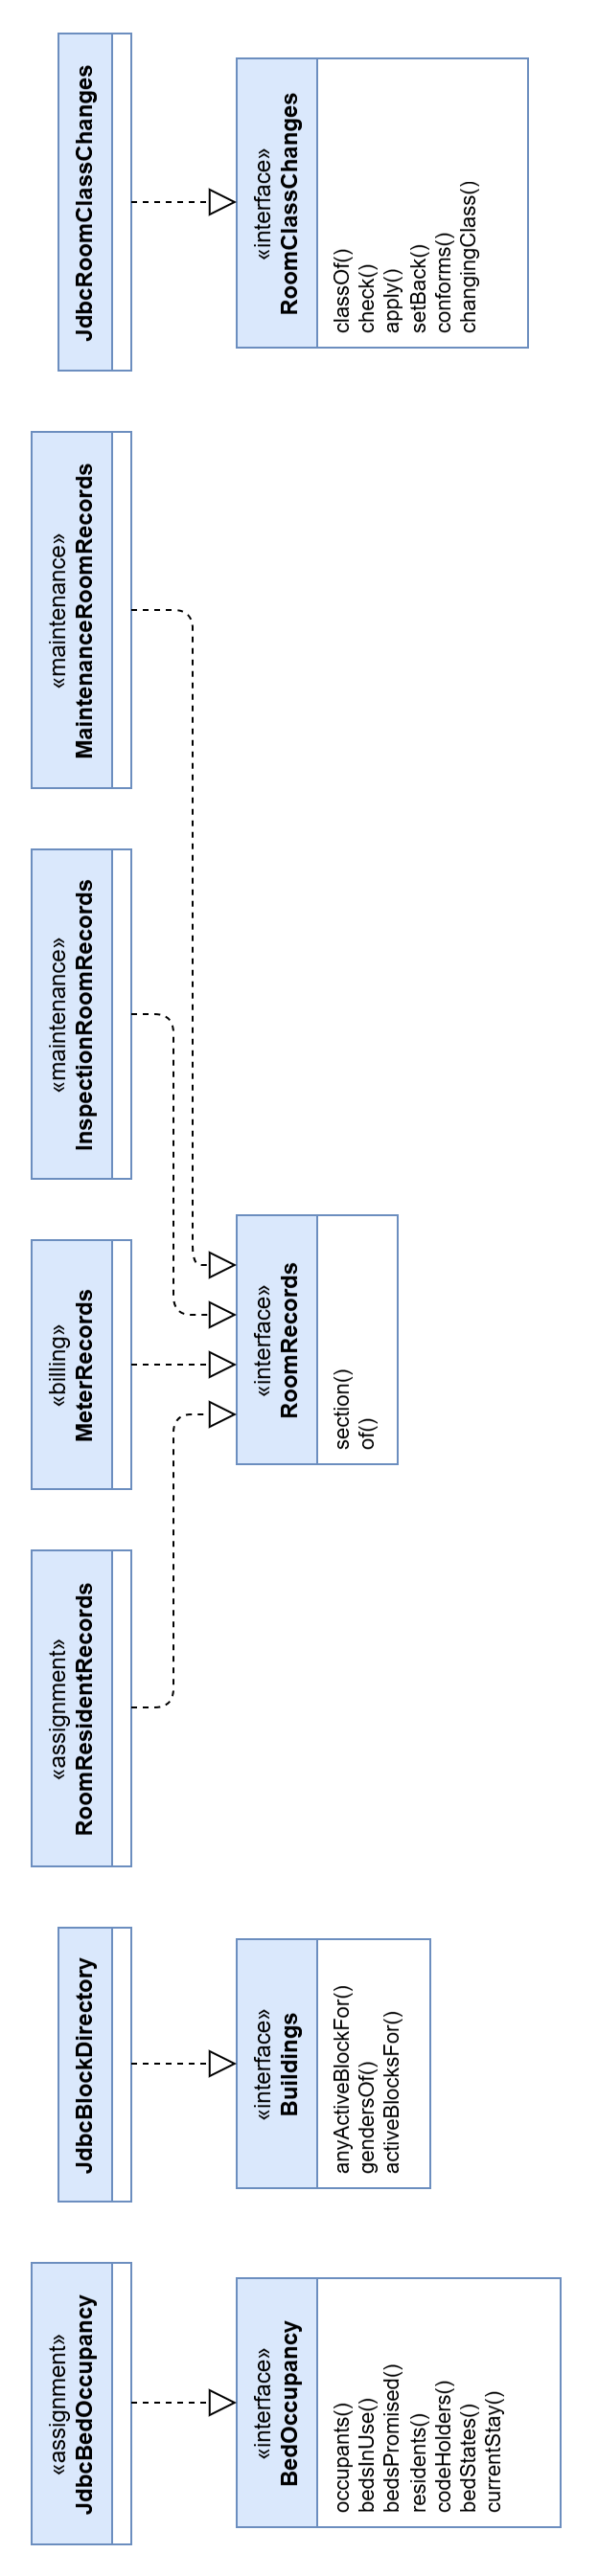 «assignment»
JdbcBedOccupancy
JdbcBlockDirectory
«assignment»
RoomResidentRecords
«billing»
MeterRecords
«maintenance»
InspectionRoomRecords
«maintenance»
MaintenanceRoomRecords
JdbcRoomClassChanges
«interface»
BedOccupancy
occupants()
bedsInUse()
bedsPromised()
residents()
codeHolders()
bedStates()
currentStay()
«interface»
Buildings
anyActiveBlockFor()
gendersOf()
activeBlocksFor()
«interface»
RoomRecords
section()
of()
«interface»
RoomClassChanges
classOf()
check()
apply()
setBack()
conforms()
changingClass()